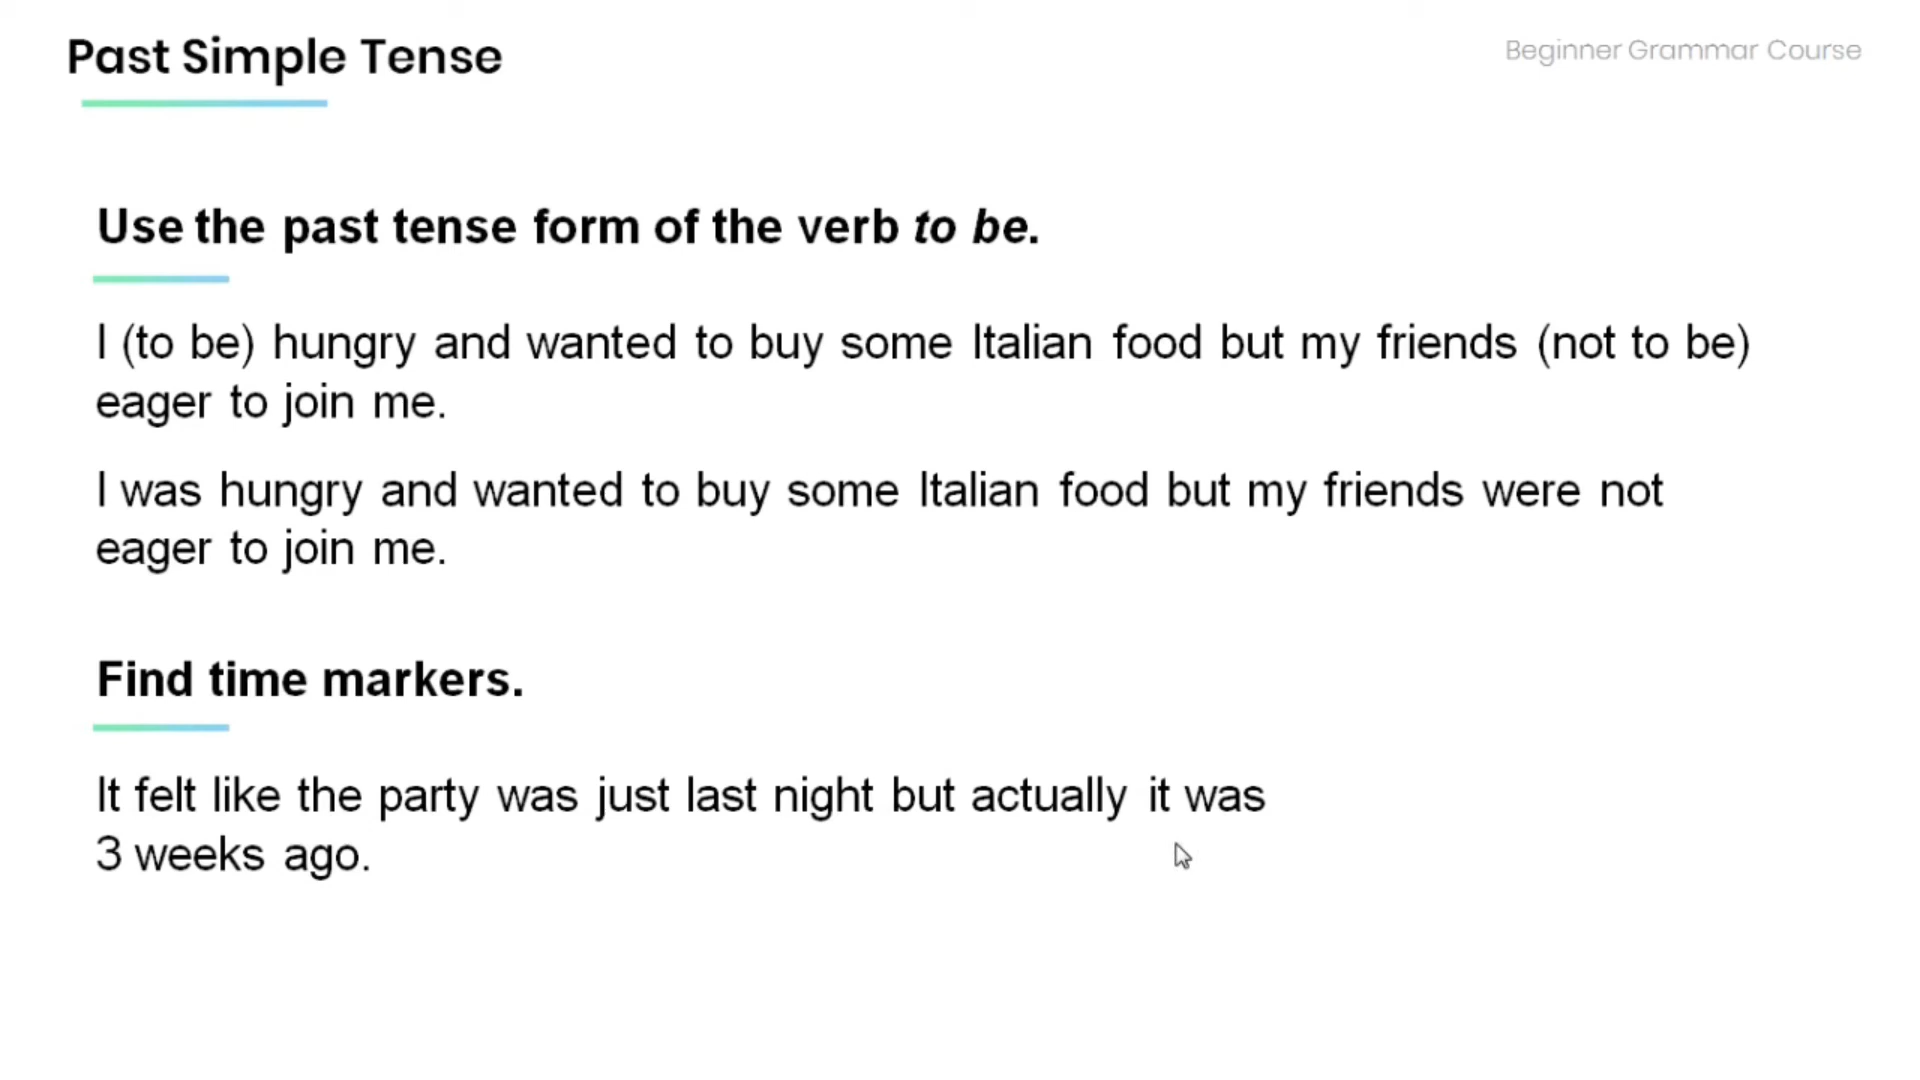 Past Simple Tense
Beginner Grammar Course
Use the past tense form of the verb to be.
I (to be) hungry and wanted to buy some Italian food but my friends (not to be)
eager to join me.
I was hungry and wanted to buy some Italian food but my friends were not
eager to join me.
Find time markers.
It felt like the party was just last night but actually it was
3 weeks ago.